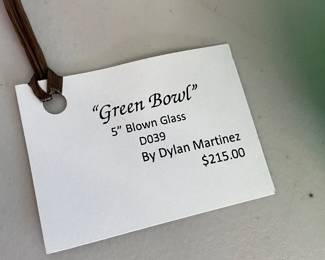 “Green Bowl”
5” Blown Glass
D039
By Dylan Martinez
$215.00